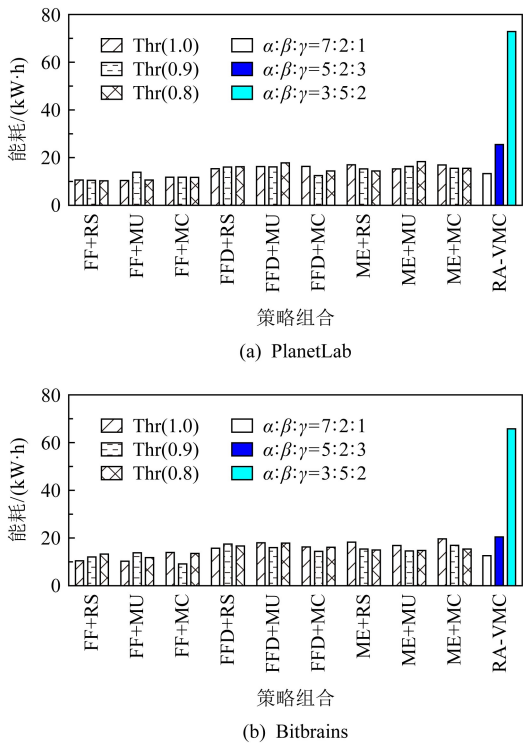 80
60
40
20
0
能耗/(kW·h)
Thr(1.0)
Thr(0.9)
Thr(0.8)
α∶β∶γ=7∶2∶1
α∶β∶γ=5∶2∶3
α∶β∶γ=3∶5∶2
FF+RS
FF+MU
FF+MC
FFD+RS
FFD+MU
FFD+MC
ME+RS
ME+MU
ME+MC
RA-VMC
策略组合
(a) PlanetLab
80
60
40
20
0
能耗/(kW·h)
Thr(1.0)
Thr(0.9)
Thr(0.8)
α∶β∶γ=7∶2∶1
α∶β∶γ=5∶2∶3
α∶β∶γ=3∶5∶2
FF+RS
FF+MU
FF+MC
FFD+RS
FFD+MU
FFD+MC
ME+RS
ME+MU
ME+MC
RA-VMC
策略组合
(b) Bitbrains